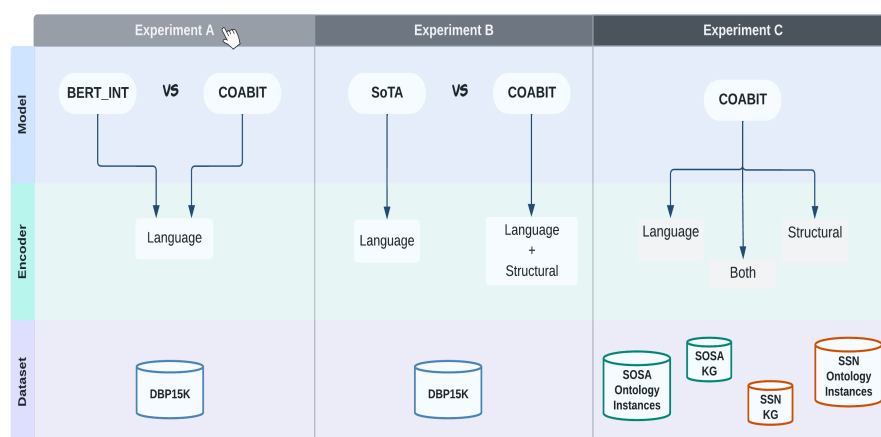 Experiment A
Experiment B
Experiment C
Model
BERT_INT
VS
COABIT
SoTA
VS
COABIT
COABIT
Encoder
Language
Language
Language
+
Structural
Language
Both
Structural
Dataset
DBP15K
DBP15K
SOSA
Ontology
Instances
SOSA
KG
SSN
KG
SSN
Ontology
Instances